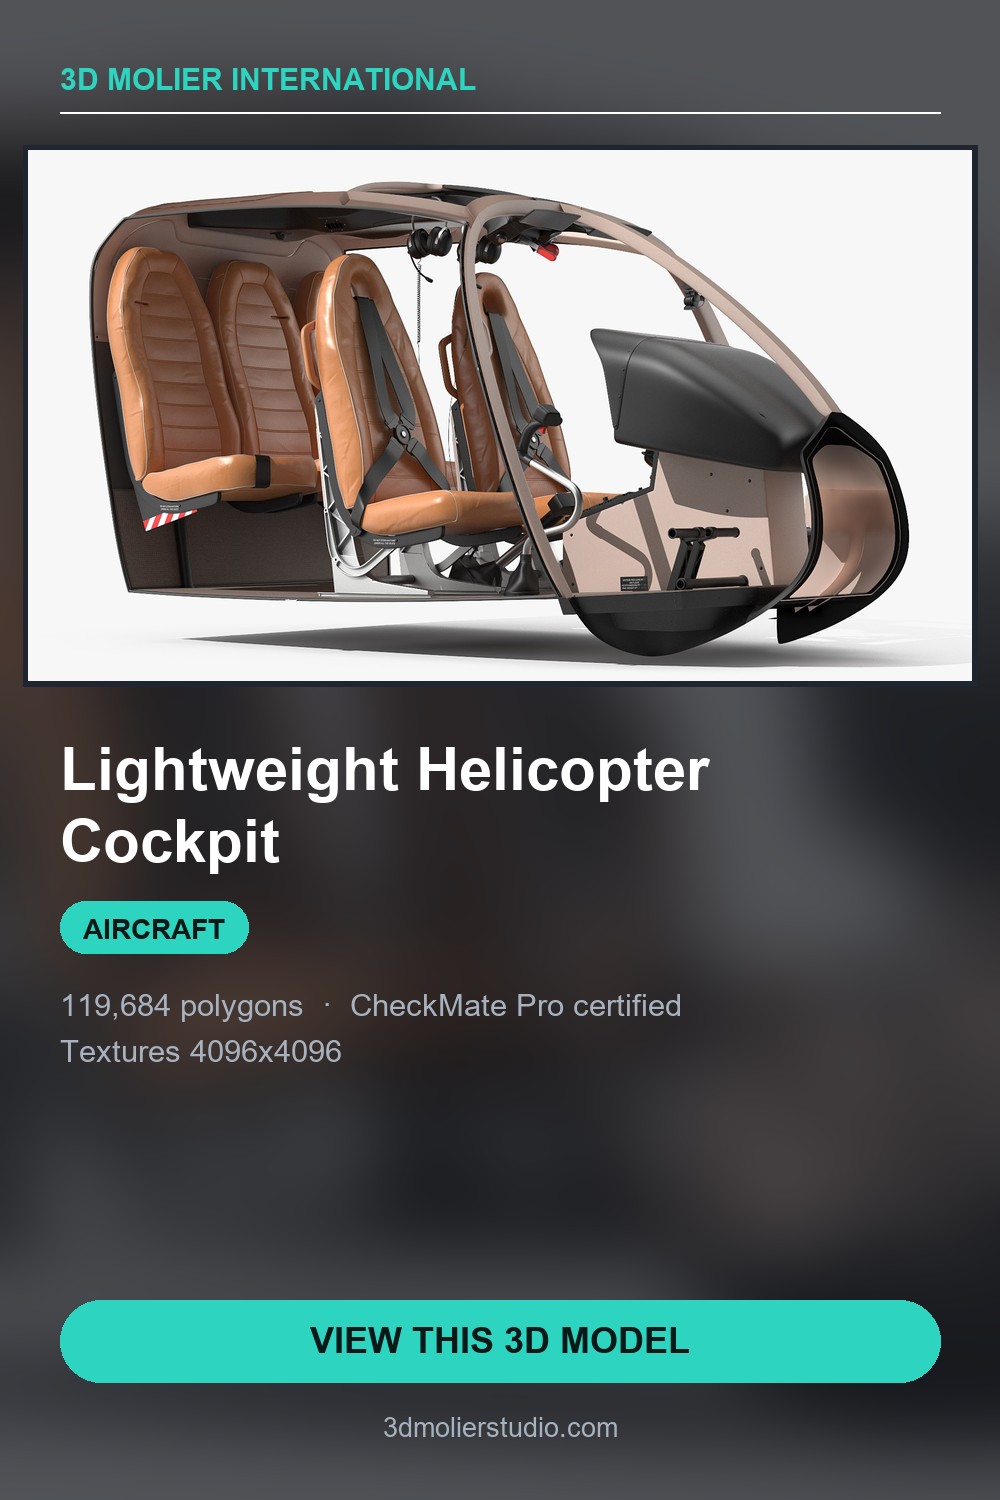 3D MOLIER INTERNATIONAL
Lightweight Helicopter
Cockpit
AIRCRAFT
119,684 polygons · CheckMate Pro certified
Textures 4096x4096
VIEW THIS 3D MODEL
3dmolierstudio.com